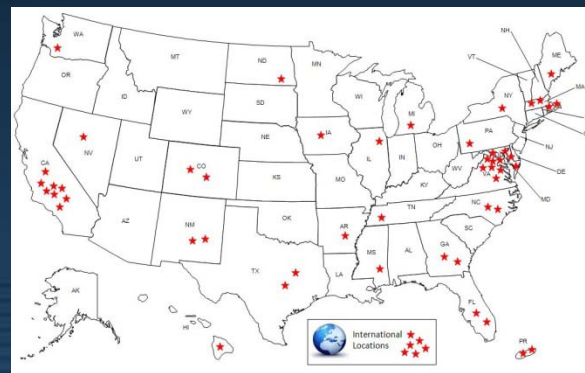 NH
WA
VT
ME
MT
ND
MN
OR
MA
ID
SD
WI
NY
WY
MI
IA
PA
NE
NJ
NV
OH
IL
IN
DE
UT
CA
CO
WV
VA
KS
MO
KY
MD
NC
TN
AZ
OK
NM
AR
SC
MS
AL
GA
TX
LA
AK
FL
HI
International
Locations
PR